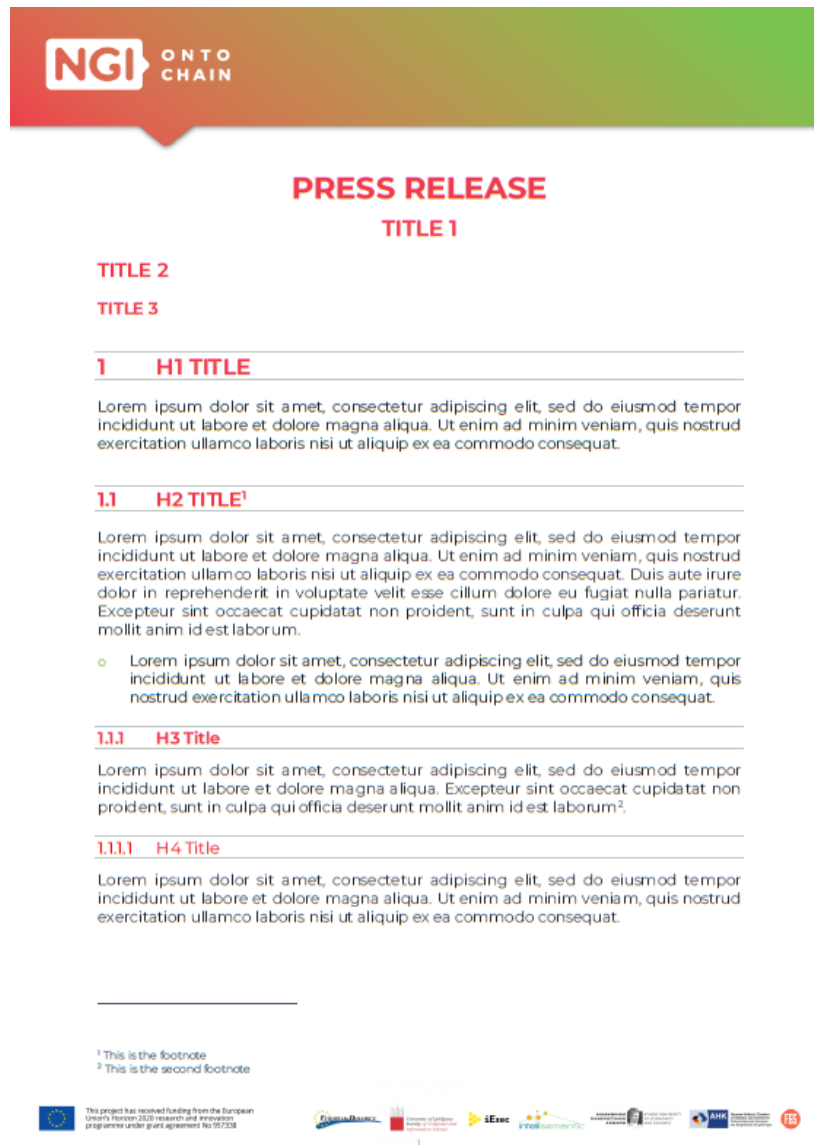 NGI ONTO
CHAIN
PRESS RELEASE
TITLE 1
TITLE 2
TITLE 3
1 H1 TITLE
Lorem ipsum dolor sit amet, consectetur adipiscing elit, sed do eiusmod tempor
incididunt ut labore et dolore magna aliqua. Ut enim ad minim veniam, quis nostrud
exercitation ullamco laboris nisi ut aliquip ex ea commodo consequat.
1.1 H2 TITLE¹
Lorem ipsum dolor sit amet, consectetur adipiscing elit, sed do eiusmod tempor
incididunt ut labore et dolore magna aliqua. Ut enim ad minim veniam, quis nostrud
exercitation ullamco laboris nisi ut aliquip ex ea commodo consequat. Duis aute irure
dolor in reprehenderit in voluptate velit esse cillum dolore eu fugiat nulla pariatur.
Excepteur sint occaecat cupidatat non proident, sunt in culpa qui officia deserunt
mollit anim id est laborum.
o Lorem ipsum dolor sit amet, consectetur adipiscing elit, sed do eiusmod tempor
incididunt ut labore et dolore magna aliqua. Ut enim ad minim veniam, quis
nostrud exercitation ullamco laboris nisi ut aliquip ex ea commodo consequat.
1.1.1 H3 Title
Lorem ipsum dolor sit amet, consectetur adipiscing elit, sed do eiusmod tempor
incididunt ut labore et dolore magna aliqua. Excepteur sint occaecat cupidatat non
proident, sunt in culpa qui officia deserunt mollit anim id est laborum².
1.1.1.1 H4 Title
Lorem ipsum dolor sit amet, consectetur adipiscing elit, sed do eiusmod tempor
incididunt ut labore et dolore magna aliqua. Ut enim ad minim veniam, quis nostrud
exercitation ullamco laboris nisi ut aliquip ex ea commodo consequat.
¹ This is the footnote
² This is the second footnote
This project has received funding from the European
Union's Horizon 2020 research and innovation
programme under grant agreement No 957338
European Dynamics
University of Ljubljana
Faculty of Computer and
Information Science
iExec
intellisemantic
AHK
F6S
1